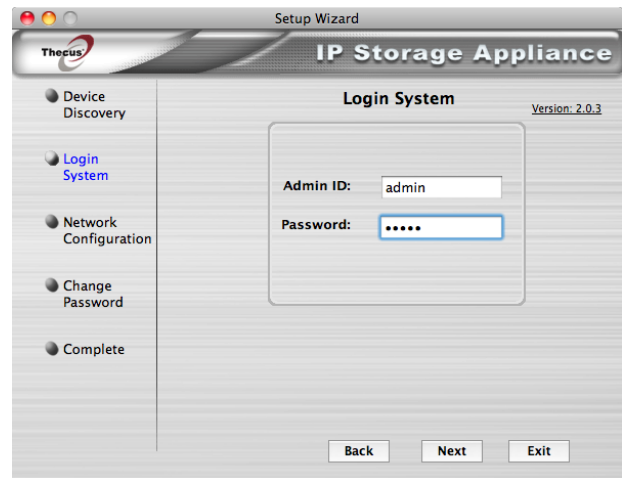 Setup Wizard
Thecus
IP Storage Appliance
Device
Discovery
Login
System
Network
Configuration
Change
Password
Complete
Login System
Version: 2.0.3
Admin ID:
admin
Password:
•••••
Back
Next
Exit